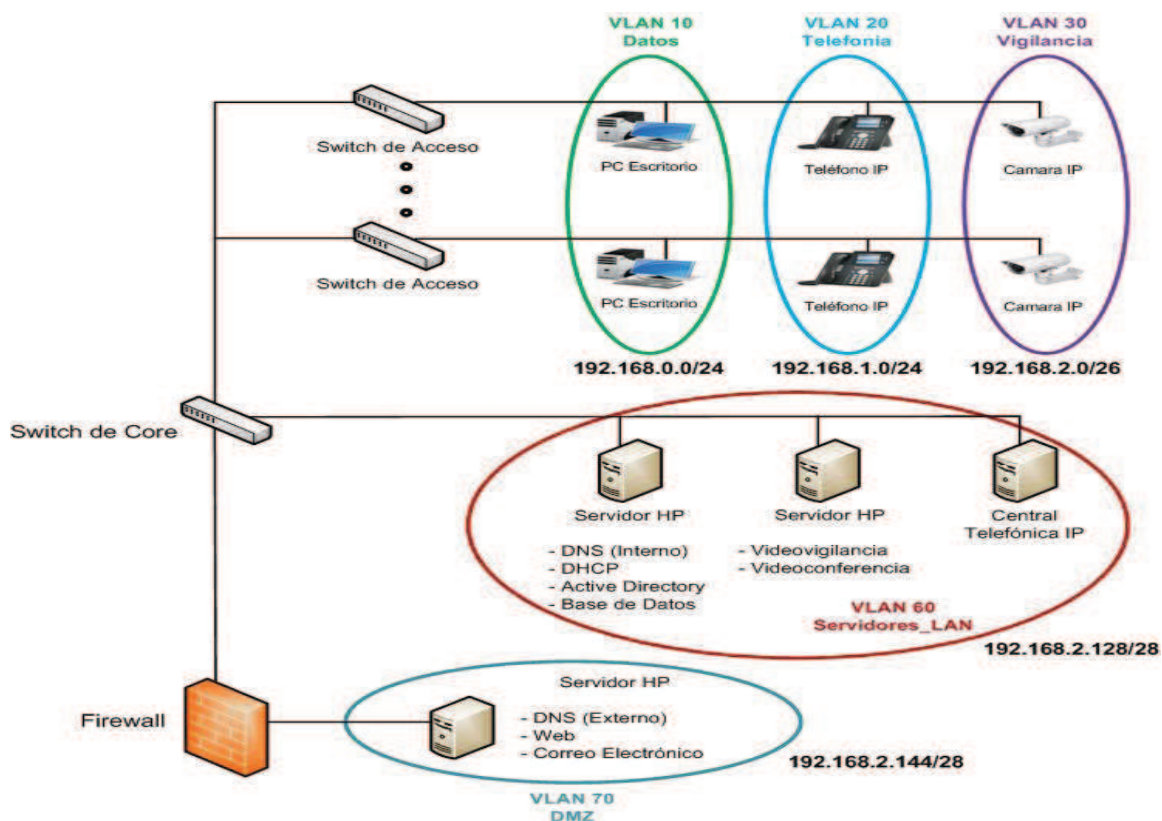 VLAN 10
Datos
VLAN 20
Telefonia
VLAN 30
Vigilancia
Switch de Acceso
PC Escritorio
Teléfono IP
Camara IP
Switch de Acceso
PC Escritorio
Teléfono IP
Camara IP
192.168.0.0/24
192.168.1.0/24
192.168.2.0/26
Switch de Core
Servidor HP
- DNS (Interno)
- DHCP
- Active Directory
- Base de Datos
Servidor HP
- Videovigilancia
- Videoconferencia
Central
Telefónica IP
VLAN 60
Servidores_LAN
192.168.2.128/28
Firewall
Servidor HP
- DNS (Externo)
- Web
- Correo Electrónico
192.168.2.144/28
VLAN 70
DMZ